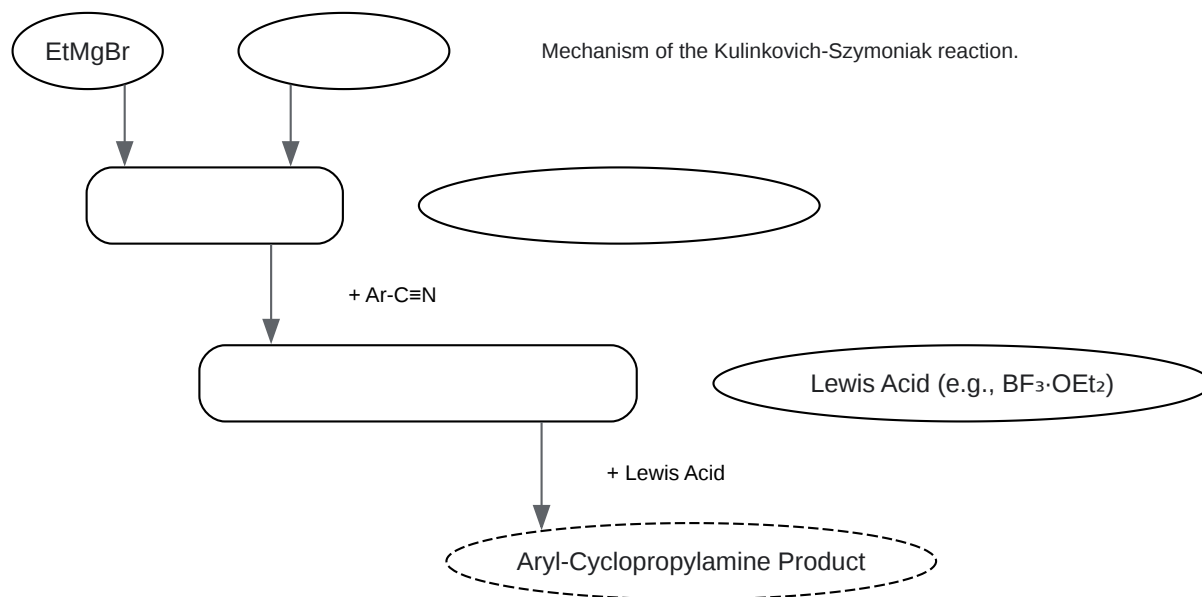 EtMgBr
Mechanism of the Kulinkovich-Szymoniak reaction.
+ Ar-C≡N
Lewis Acid (e.g., BF₃·OEt₂)
+ Lewis Acid
Aryl-Cyclopropylamine Product